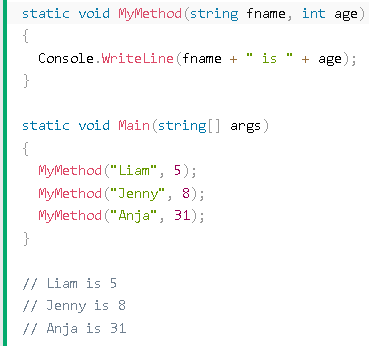 static void MyMethod(string fname, int age)
{
  Console.WriteLine(fname + " is " + age);
}

static void Main(string[] args)
{
  MyMethod("Liam", 5);
  MyMethod("Jenny", 8);
  MyMethod("Anja", 31);
}

// Liam is 5
// Jenny is 8
// Anja is 31